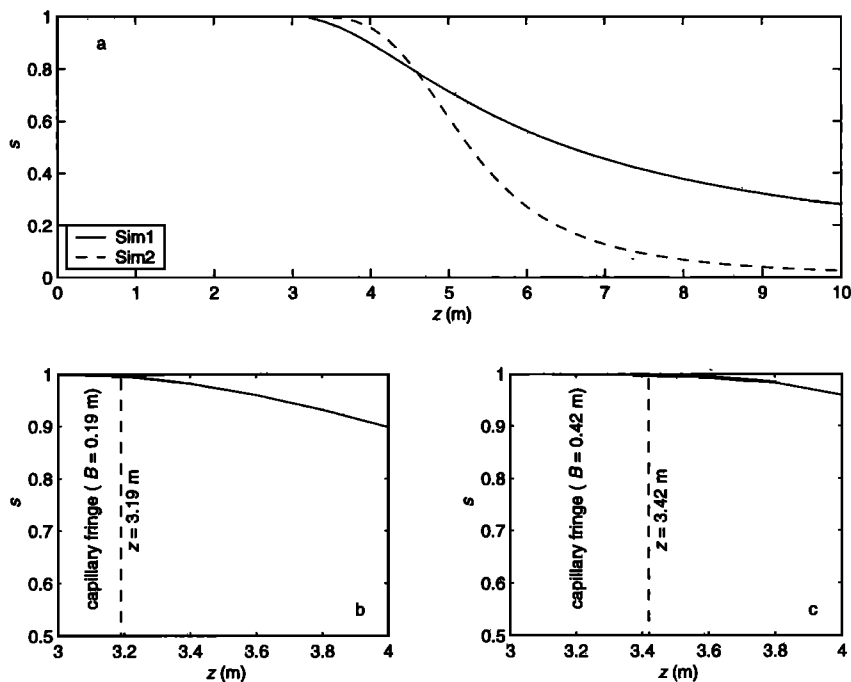 1
0.8
0.6
0.4
0.2
0
s
a
Sim1
Sim2
0 1 2 3 4 5 6 7 8 9 10
z (m)
1
0.9
0.8
0.7
0.6
0.5
s
capillary fringe ( B = 0.19 m)
z = 3.19 m
b
3 3.2 3.4 3.6 3.8 4
z (m)
1
0.9
0.8
0.7
0.6
0.5
s
capillary fringe ( B = 0.42 m)
z = 3.42 m
c
3 3.2 3.4 3.6 3.8 4
z (m)